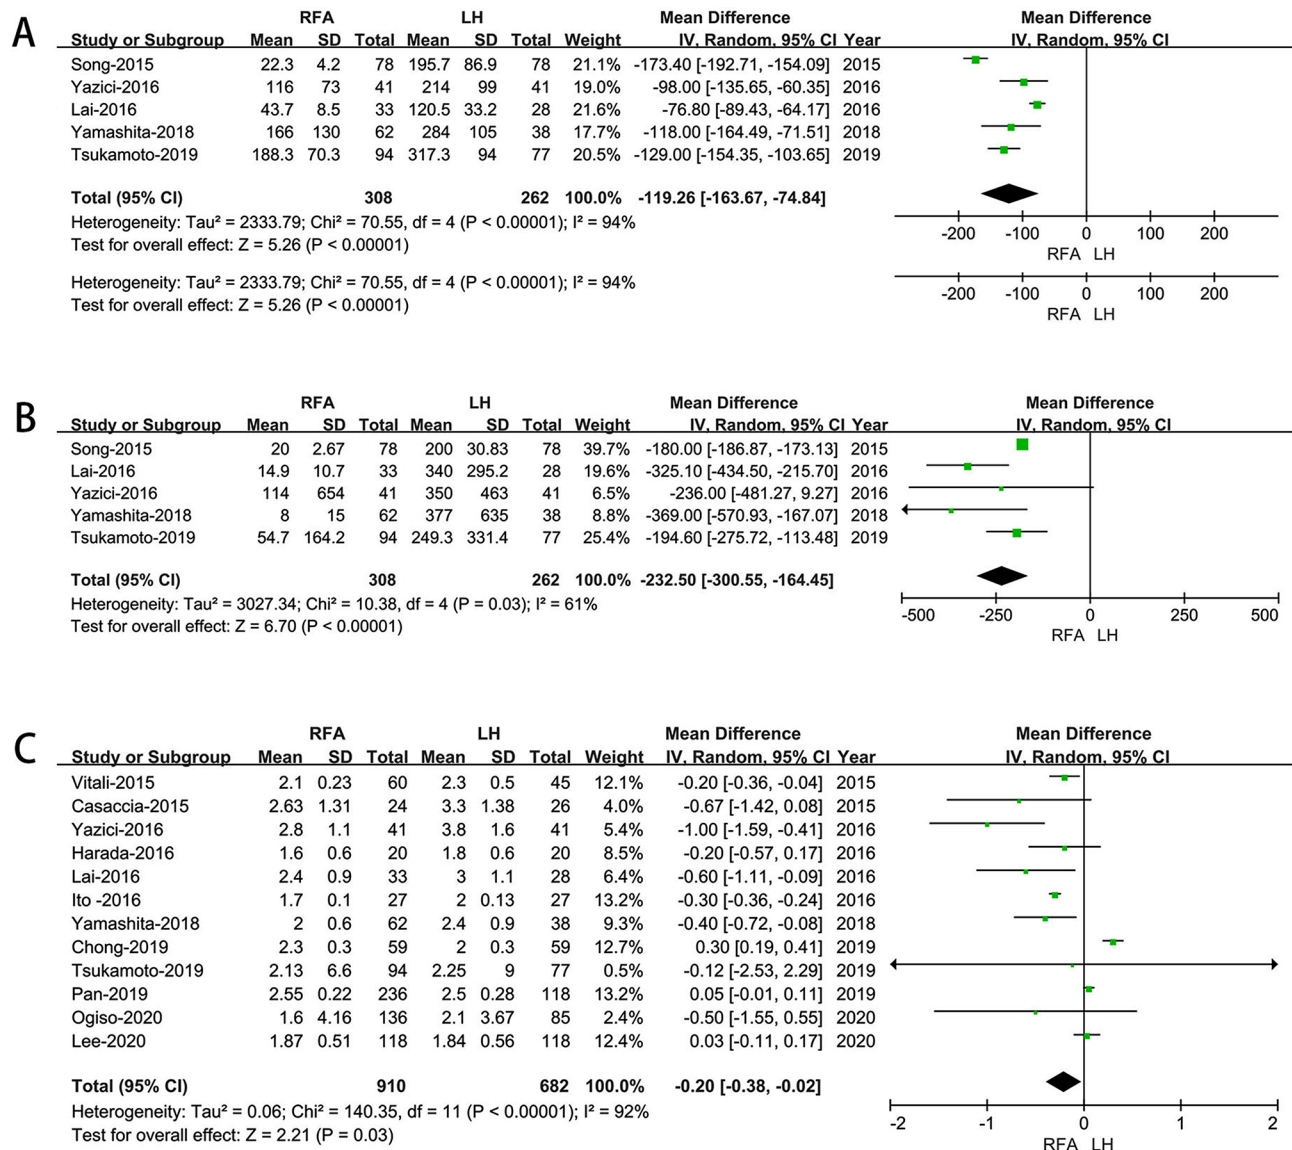 A
RFA LH Mean Difference Mean Difference
Study or Subgroup Mean SD Total Mean SD Total Weight IV, Random, 95% CI Year IV, Random, 95% CI
Song-2015 22.3 4.2 78 195.7 86.9 78 21.1% -173.40 [-192.71, -154.09] 2015
Yazici-2016 116 73 41 214 99 41 19.0% -98.00 [-135.65, -60.35] 2016
Lai-2016 43.7 8.5 33 120.5 33.2 28 21.6% -76.80 [-89.43, -64.17] 2016
Yamashita-2018 166 130 62 284 105 38 17.7% -118.00 [-164.49, -71.51] 2018
Tsukamoto-2019 188.3 70.3 94 317.3 94 77 20.5% -129.00 [-154.35, -103.65] 2019
Total (95% CI) 308 262 100.0% -119.26 [-163.67, -74.84]
Heterogeneity: Tau² = 2333.79; Chi² = 70.55, df = 4 (P < 0.00001); I² = 94%
-200 -100 0 100 200
Test for overall effect: Z = 5.26 (P < 0.00001)
RFA LH
Heterogeneity: Tau² = 2333.79; Chi² = 70.55, df = 4 (P < 0.00001); I² = 94%
-200 -100 0 100 200
Test for overall effect: Z = 5.26 (P < 0.00001)
RFA LH
B
RFA LH Mean Difference Mean Difference
Study or Subgroup Mean SD Total Mean SD Total Weight IV, Random, 95% CI Year IV, Random, 95% CI
Song-2015 20 2.67 78 200 30.83 78 39.7% -180.00 [-186.87, -173.13] 2015
Lai-2016 14.9 10.7 33 340 295.2 28 19.6% -325.10 [-434.50, -215.70] 2016
Yazici-2016 114 654 41 350 463 41 6.5% -236.00 [-481.27, 9.27] 2016
Yamashita-2018 8 15 62 377 635 38 8.8% -369.00 [-570.93, -167.07] 2018
Tsukamoto-2019 54.7 164.2 94 249.3 331.4 77 25.4% -194.60 [-275.72, -113.48] 2019
Total (95% CI) 308 262 100.0% -232.50 [-300.55, -164.45]
Heterogeneity: Tau² = 3027.34; Chi² = 10.38, df = 4 (P = 0.03); I² = 61%
-500 -250 0 250 500
Test for overall effect: Z = 6.70 (P < 0.00001)
RFA LH
C
RFA LH Mean Difference Mean Difference
Study or Subgroup Mean SD Total Mean SD Total Weight IV, Random, 95% CI Year IV, Random, 95% CI
Vitali-2015 2.1 0.23 60 2.3 0.5 45 12.1% -0.20 [-0.36, -0.04] 2015
Casaccia-2015 2.63 1.31 24 3.3 1.38 26 4.0% -0.67 [-1.42, 0.08] 2015
Yazici-2016 2.8 1.1 41 3.8 1.6 41 5.4% -1.00 [-1.59, -0.41] 2016
Harada-2016 1.6 0.6 20 1.8 0.6 20 8.5% -0.20 [-0.57, 0.17] 2016
Lai-2016 2.4 0.9 33 3 1.1 28 6.4% -0.60 [-1.11, -0.09] 2016
Ito -2016 1.7 0.1 27 2 0.13 27 13.2% -0.30 [-0.36, -0.24] 2016
Yamashita-2018 2 0.6 62 2.4 0.9 38 9.3% -0.40 [-0.72, -0.08] 2018
Chong-2019 2.3 0.3 59 2 0.3 59 12.7% 0.30 [0.19, 0.41] 2019
Tsukamoto-2019 2.13 6.6 94 2.25 9 77 0.5% -0.12 [-2.53, 2.29] 2019
Pan-2019 2.55 0.22 236 2.5 0.28 118 13.2% 0.05 [-0.01, 0.11] 2019
Ogiso-2020 1.6 4.16 136 2.1 3.67 85 2.4% -0.50 [-1.55, 0.55] 2020
Lee-2020 1.87 0.51 118 1.84 0.56 118 12.4% 0.03 [-0.11, 0.17] 2020
Total (95% CI) 910 682 100.0% -0.20 [-0.38, -0.02]
Heterogeneity: Tau² = 0.06; Chi² = 140.35, df = 11 (P < 0.00001); I² = 92%
-2 -1 0 1 2
Test for overall effect: Z = 2.21 (P = 0.03)
RFA LH